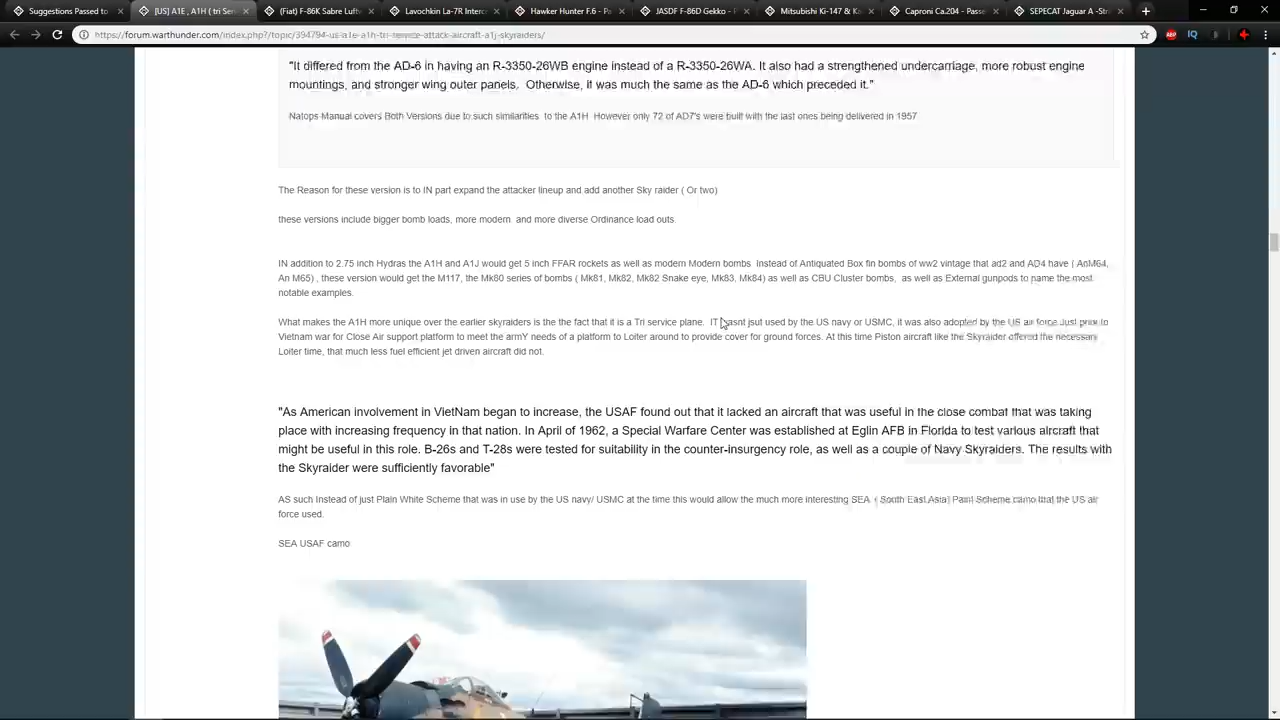 Suggestions Passed to
[US] A1E , A1H ( tri Serv
(Fiat) F-86K Sabre Lufty
Lavochkin La-7R Interc
Hawker Hunter F.6 - Pa
JASDF F-86D Gekko -
Mitsubishi Ki-147 & Ko
Caproni Ca.204 - Passe
SEPECAT Jaguar A -Str
https://forum.warthunder.com/index.php?/topic/394794-us-a1e-a1h-tri-service-attack-aircraft-a1j-skyraiders/
"It differed from the AD-6 in having an R-3350-26WB engine instead of a R-3350-26WA. It also had a strengthened undercarriage, more robust engine
mountings, and stronger wing outer panels. Otherwise, it was much the same as the AD-6 which preceded it."
Natops Manual covers Both Versions due to such similarities to the A1H However only 72 of AD7's were built with the last ones being delivered in 1957
The Reason for these version is to IN part expand the attacker lineup and add another Sky raider ( Or two)
these versions include bigger bomb loads, more modern and more diverse Ordinance load outs.
IN addition to 2.75 inch Hydras the A1H and A1J would get 5 inch FFAR rockets as well as modern Modern bombs Instead of Antiquated Box fin bombs of ww2 vintage that ad2 and AD4 have ( AnM64,
An M65) , these version would get the M117, the Mk80 series of bombs ( Mk81, Mk82, Mk82 Snake eye, Mk83, Mk84) as well as CBU Cluster bombs, as well as External gunpods to name the most
notable examples.
What makes the A1H more unique over the earlier skyraiders is the the fact that it is a Tri service plane. IT wasnt jsut used by the US navy or USMC, it was also adopted by the US air force Just prior to
Vietnam war for Close Air support platform to meet the armY needs of a platform to Loiter around to provide cover for ground forces. At this time Piston aircraft like the Skyraider offered the necessary
Loiter time, that much less fuel efficient jet driven aircraft did not.
"As American involvement in VietNam began to increase, the USAF found out that it lacked an aircraft that was useful in the close combat that was taking
place with increasing frequency in that nation. In April of 1962, a Special Warfare Center was established at Eglin AFB in Florida to test various aircraft that
might be useful in this role. B-26s and T-28s were tested for suitability in the counter-insurgency role, as well as a couple of Navy Skyraiders. The results with
the Skyraider were sufficiently favorable"
AS such Instead of just Plain White Scheme that was in use by the US navy/ USMC at the time this would allow the much more interesting SEA ( South East Asia) Paint Scheme camo that the US air
force used.
SEA USAF camo